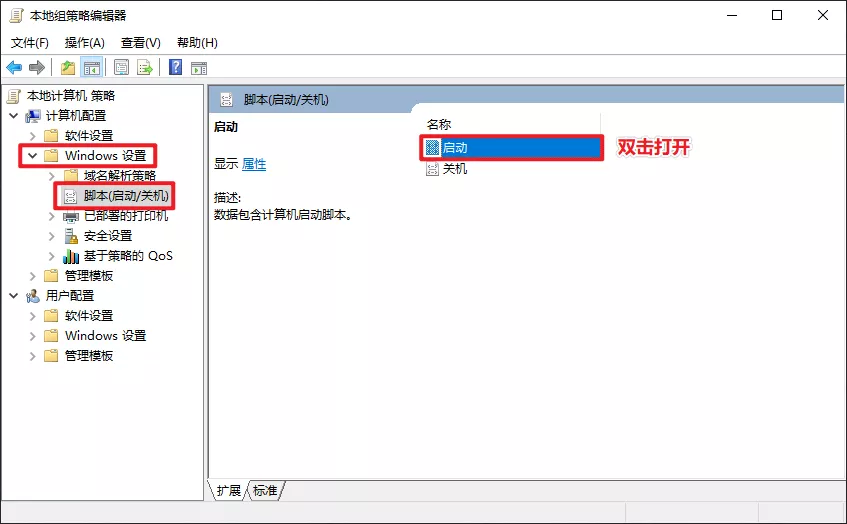 本地组策略编辑器
文件(F) 操作(A) 查看(V) 帮助(H)
本地计算机 策略
计算机配置
软件设置
Windows 设置
域名解析策略
脚本(启动/关机)
已部署的打印机
安全设置
基于策略的 QoS
管理模板
用户配置
软件设置
Windows 设置
管理模板
脚本(启动/关机)
启动
显示 属性
描述:
数据包含计算机启动脚本。
名称
启动
双击打开
关机
扩展 标准